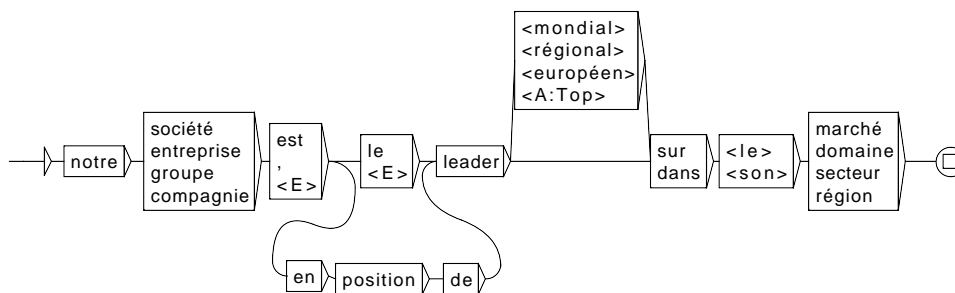 notre
société
entreprise
groupe
compagnie
est
,
<E>
le
<E>
leader
<mondial>
<régional>
<européen>
<A:Top>
sur
dans
<le>
<son>
marché
domaine
secteur
région
en
position
de